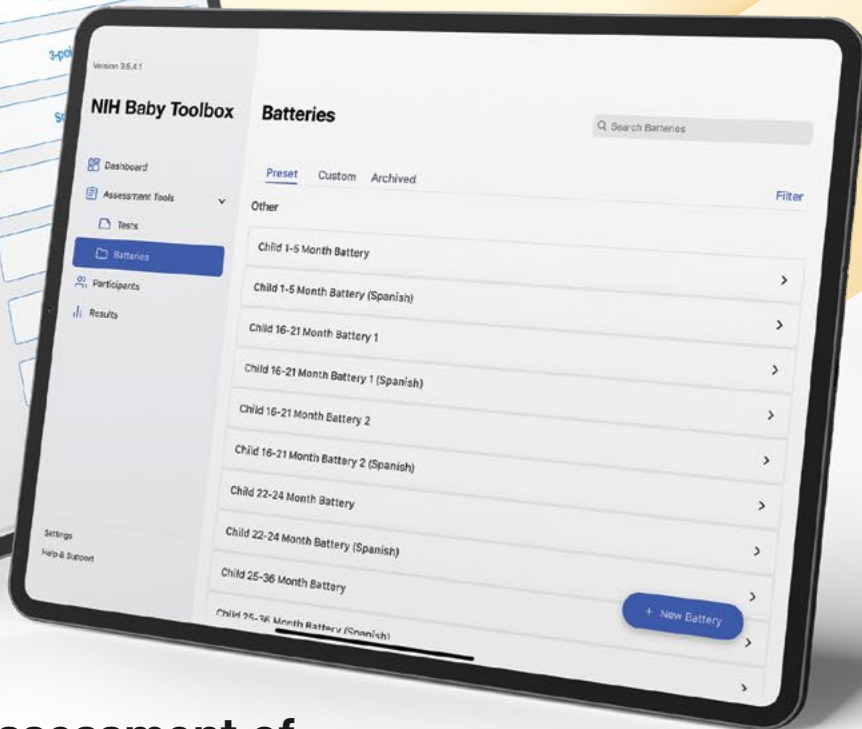 3-po
Version 3.5.4.1
NIH Baby Toolbox
Dashboard
Assessment Tools
Tests
Batteries
Participants
Results
Settings
Help & Support
Batteries
Search Batteries
Preset Custom Archived
Filter
Other
Child 1-5 Month Battery
Child 1-5 Month Battery (Spanish)
Child 16-21 Month Battery 1
Child 16-21 Month Battery 1 (Spanish)
Child 16-21 Month Battery 2
Child 16-21 Month Battery 2 (Spanish)
Child 22-24 Month Battery
Child 22-24 Month Battery (Spanish)
Child 25-36 Month Battery
Child 25-36 Month Battery (Spanish)
+ New Battery
ssessment of